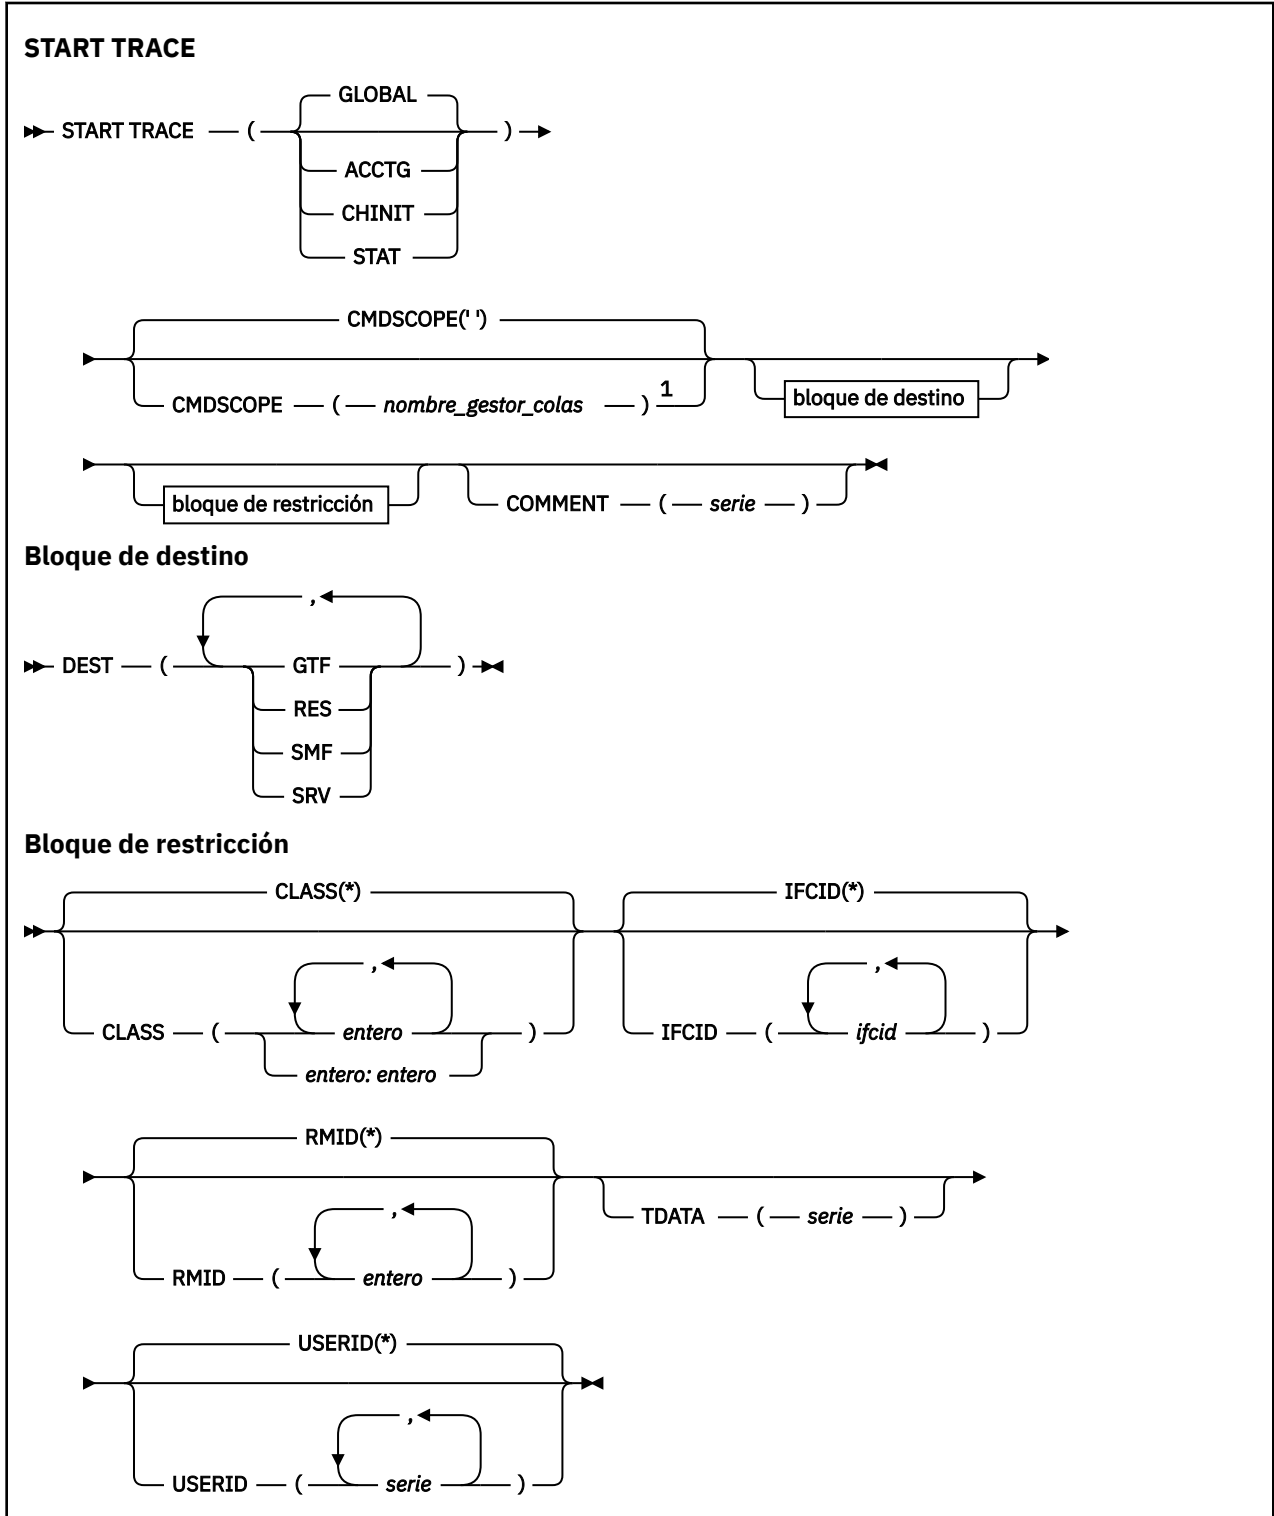 START TRACE
GLOBAL
START TRACE ( )
ACCTG
CHINIT
STAT
CMDSCOPE(' ')
CMDSCOPE ( nombre_gestor_colas ) 1
bloque de destino
bloque de restricción
COMMENT ( serie )
Bloque de destino
,
DEST ( GTF )
RES
SMF
SRV
Bloque de restricción
CLASS(*) IFCID(*)
, ,
CLASS ( entero ) IFCID ( ifcid )
entero: entero
RMID(*)
TDATA ( serie )
,
RMID ( entero )
USERID(*)
,
USERID ( serie )